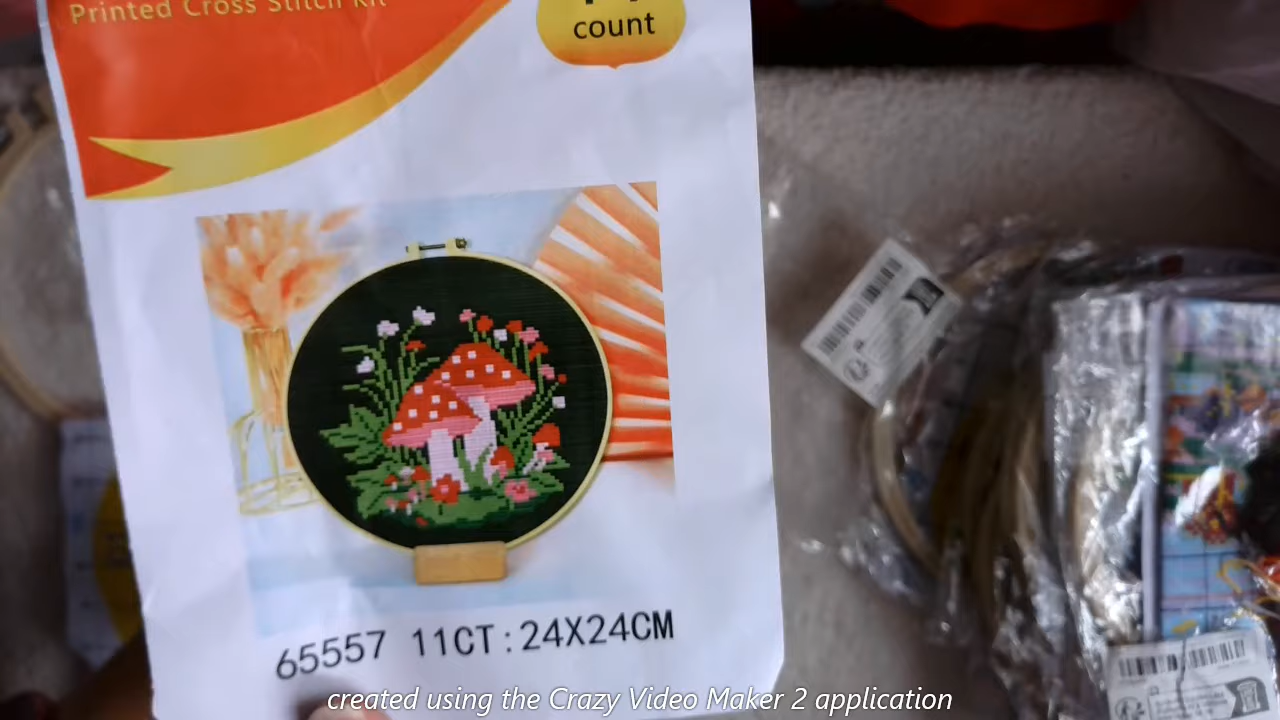 Printed Cross Stitch Kit
count
65557 11CT:24X24CM
created using the Crazy Video Maker 2 application